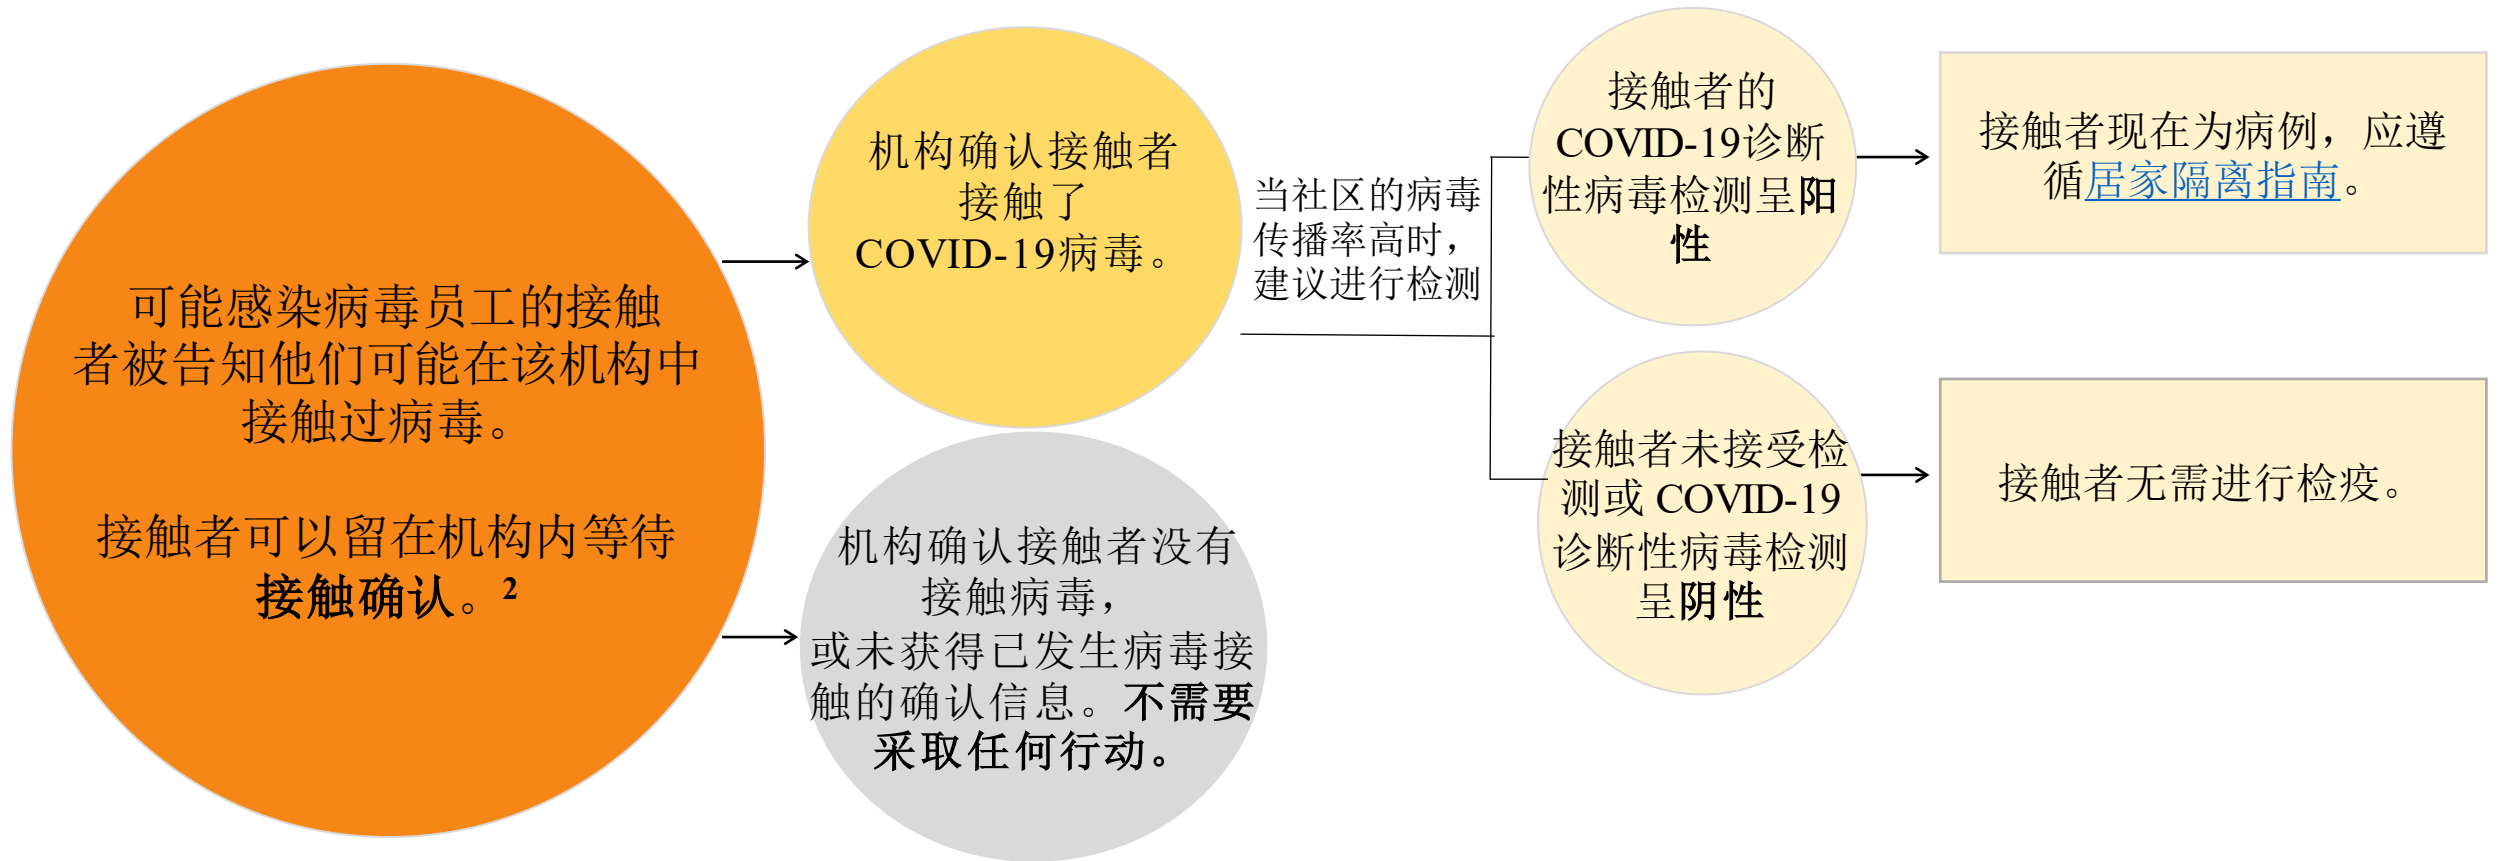 可能感染病毒员工的接触
者被告知他们可能在该机构中
接触过病毒。
接触者可以留在机构内等待
接触确认。²
机构确认接触者
接触了
COVID-19病毒。
机构确认接触者没有
接触病毒，
或未获得已发生病毒接
触的确认信息。不需要
采取任何行动。
当社区的病毒
传播率高时，
建议进行检测
接触者的
COVID-19诊断
性病毒检测呈阳
性
接触者现在为病例，应遵
循居家隔离指南。
接触者未接受检
测或 COVID-19
诊断性病毒检测
呈阴性
接触者无需进行检疫。